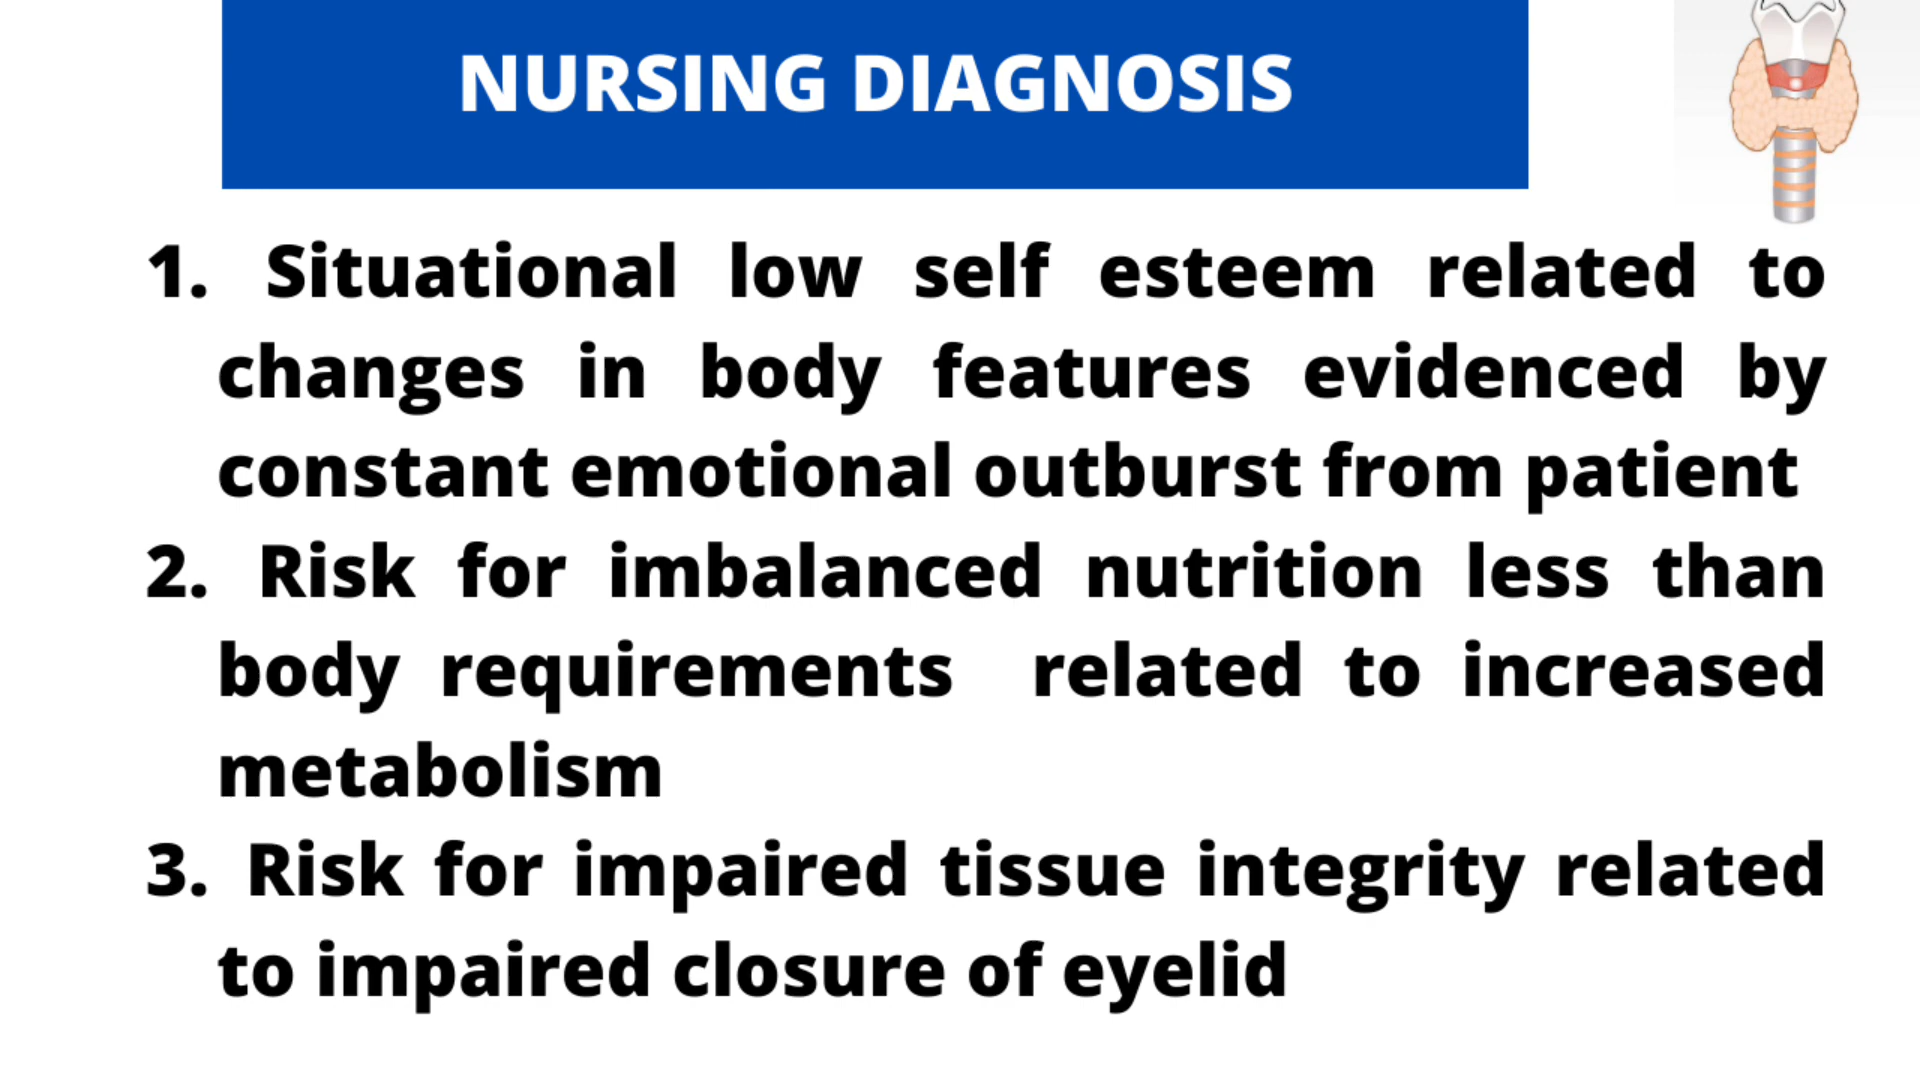 NURSING DIAGNOSIS
1. Situational low self esteem related to
changes in body features evidenced by
constant emotional outburst from patient
2. Risk for imbalanced nutrition less than
body requirements related to increased
metabolism
3. Risk for impaired tissue integrity related
to impaired closure of eyelid